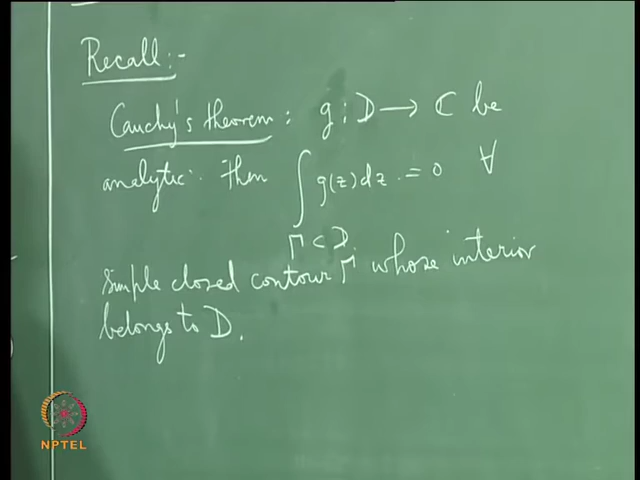 Recall :-
Cauchy's theorem : g : D → ℂ be
analytic. Then ∫ g(z) dz = 0 ∀
Γ ⊂ D
simple closed contour Γ whose interior
belongs to D.
NPTEL